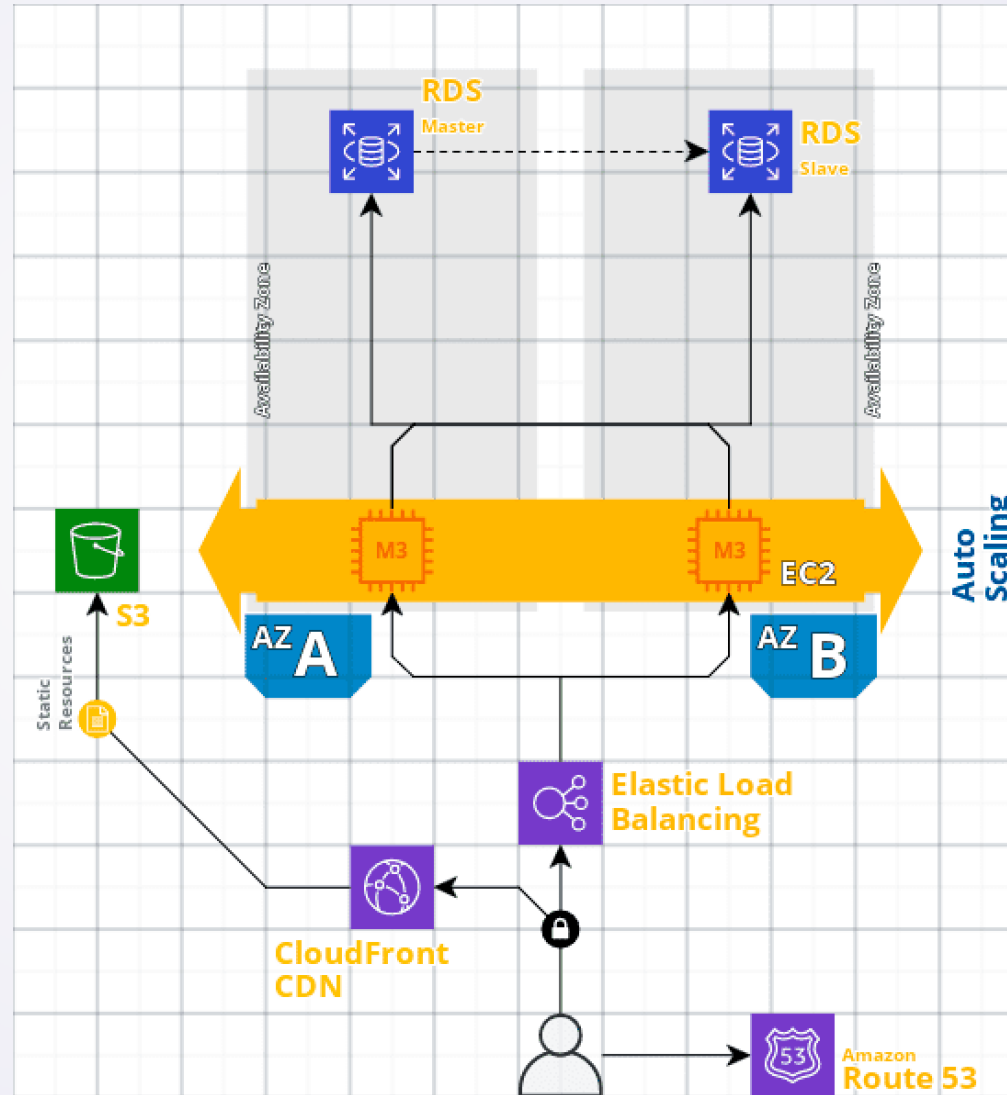 RDS
Master
RDS
Slave
Availability Zone
Availability Zone
M3
M3
EC2
Auto
Scaling
S3
AZ A
AZ B
Static
Resources
Elastic Load
Balancing
CloudFront
CDN
53
Amazon
Route 53